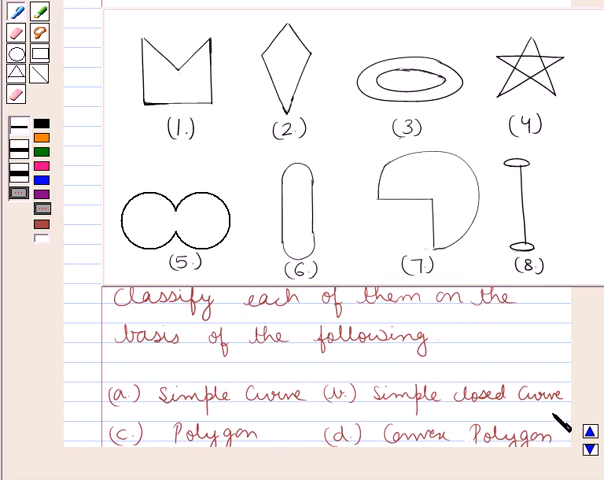 (1.) (2.) (3) (4)
(5.) (6.) (7.) (8.)
Classify each of them on the
basis of the following.
(a.) Simple Curve (b.) Simple closed Curve
(c.) Polygon (d.) Convex Polygon